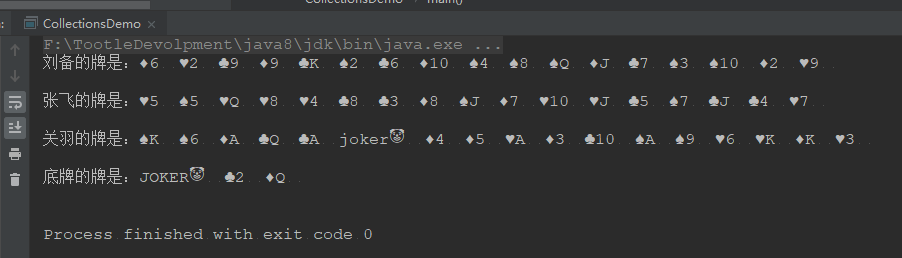 CollectionsDemo main()
: CollectionsDemo ×
F:\TootleDevolpment\java8\jdk\bin\java.exe ...
刘备的牌是：♦6 ♥2 ♣9 ♦9 ♣K ♠2 ♣6 ♦10 ♠4 ♠8 ♠Q ♦J ♣7 ♠3 ♠10 ♦2 ♥9
张飞的牌是：♥5 ♠5 ♥Q ♥8 ♥4 ♣8 ♣3 ♦8 ♠J ♦7 ♥10 ♥J ♣5 ♠7 ♣J ♣4 ♥7
关羽的牌是：♠K ♠6 ♦A ♣Q ♣A joker🤡 ♦4 ♦5 ♥A ♦3 ♣10 ♠A ♠9 ♥6 ♥K ♦K ♥3
底牌的牌是：JOKER🤡 ♣2 ♦Q
Process finished with exit code 0